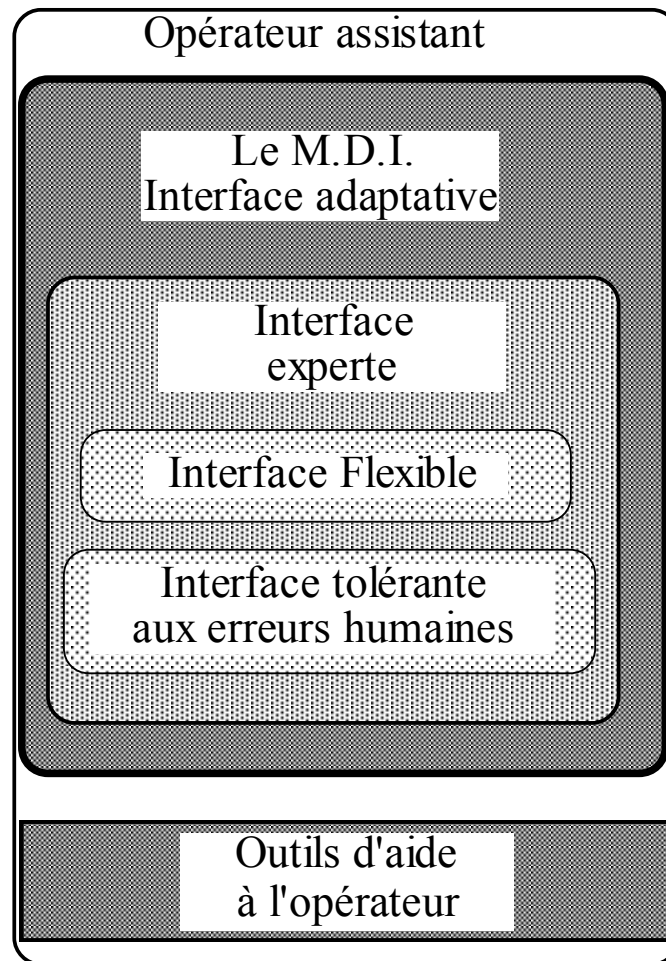 Opérateur assistant
Le M.D.I.
Interface adaptative
Interface
experte
Interface Flexible
Interface tolérante
aux erreurs humaines
Outils d'aide
à l'opérateur